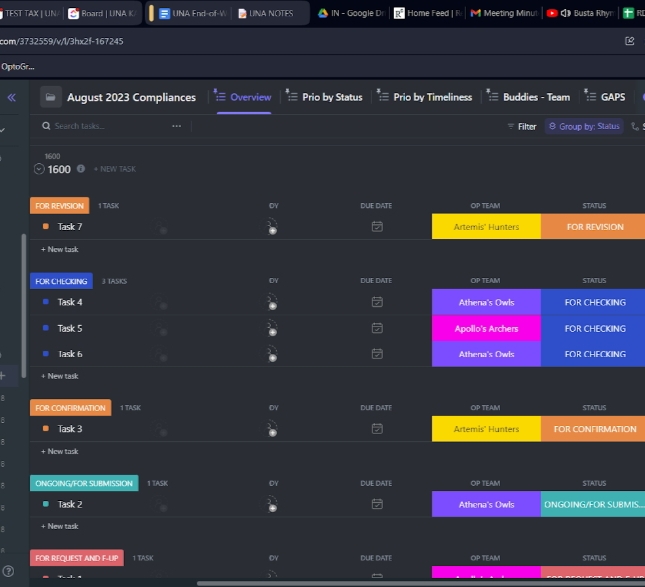 TEST TAX | UN
Board | UNA K
UNA End-of-W
UNA NOTES
IN - Google Dr
Home Feed | R
Meeting Minut
Busta Rhym
RD
com/3732559/v/l/3hx2f-167245
OptoGr...
August 2023 Compliances
Overview
Prio by Status
Prio by Timeliness
Buddies - Team
GAPS
Search tasks...
Filter
Group by: Status
S
1600
1600
+ NEW TASK
FOR REVISION 1 TASK DY DUE DATE OP TEAM STATUS
Task 7 Artemis' Hunters FOR REVISION
+ New task
FOR CHECKING 3 TASKS DY DUE DATE OP TEAM STATUS
Task 4 Athena's Owls FOR CHECKING
Task 5 Apollo's Archers FOR CHECKING
Task 6 Athena's Owls FOR CHECKING
+ New task
FOR CONFIRMATION 1 TASK DY DUE DATE OP TEAM STATUS
Task 3 Artemis' Hunters FOR CONFIRMATION
+ New task
ONGOING/FOR SUBMISSION 1 TASK DY DUE DATE OP TEAM STATUS
Task 2 Athena's Owls ONGOING/FOR SUBMIS...
+ New task
FOR REQUEST AND F-UP 1 TASK DY DUE DATE OP TEAM STATUS